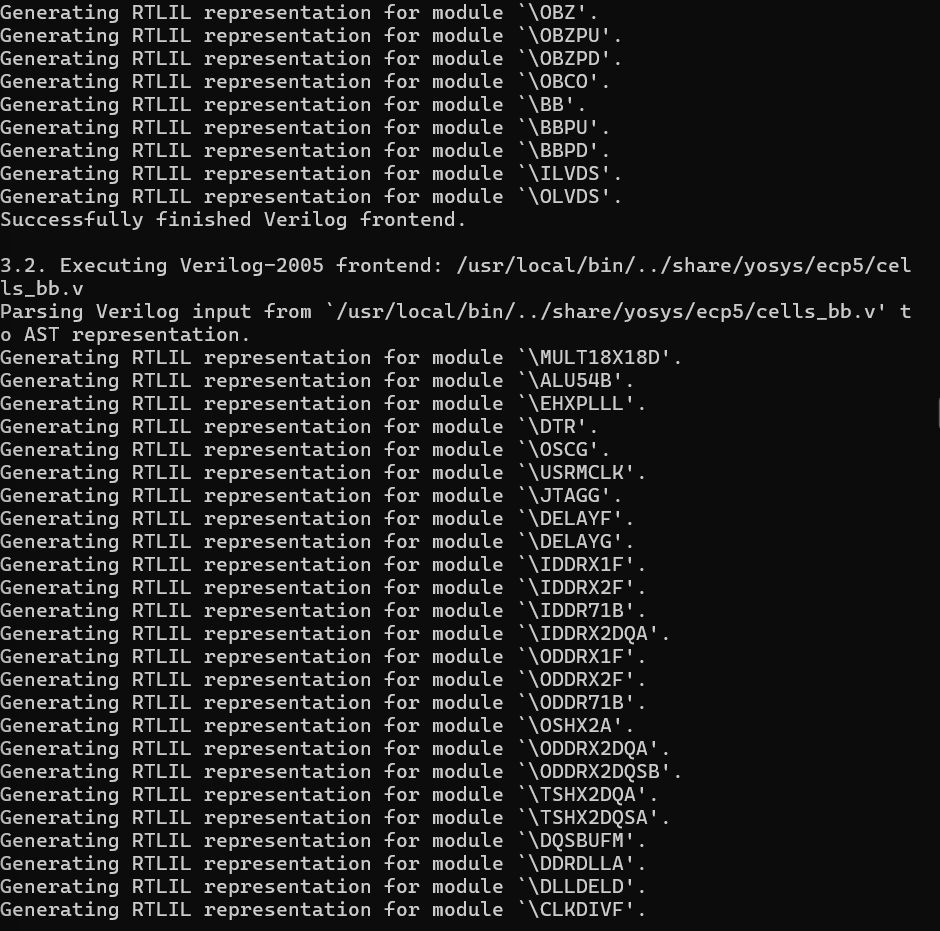 Generating RTLIL representation for module `\OBZ'.
Generating RTLIL representation for module `\OBZPU'.
Generating RTLIL representation for module `\OBZPD'.
Generating RTLIL representation for module `\OBCO'.
Generating RTLIL representation for module `\BB'.
Generating RTLIL representation for module `\BBPU'.
Generating RTLIL representation for module `\BBPD'.
Generating RTLIL representation for module `\ILVDS'.
Generating RTLIL representation for module `\OLVDS'.
Successfully finished Verilog frontend.

3.2. Executing Verilog-2005 frontend: /usr/local/bin/../share/yosys/ecp5/cel
ls_bb.v
Parsing Verilog input from `/usr/local/bin/../share/yosys/ecp5/cells_bb.v' t
o AST representation.
Generating RTLIL representation for module `\MULT18X18D'.
Generating RTLIL representation for module `\ALU54B'.
Generating RTLIL representation for module `\EHXPLLL'.
Generating RTLIL representation for module `\DTR'.
Generating RTLIL representation for module `\OSCG'.
Generating RTLIL representation for module `\USRMCLK'.
Generating RTLIL representation for module `\JTAGG'.
Generating RTLIL representation for module `\DELAYF'.
Generating RTLIL representation for module `\DELAYG'.
Generating RTLIL representation for module `\IDDRX1F'.
Generating RTLIL representation for module `\IDDRX2F'.
Generating RTLIL representation for module `\IDDR71B'.
Generating RTLIL representation for module `\IDDRX2DQA'.
Generating RTLIL representation for module `\ODDRX1F'.
Generating RTLIL representation for module `\ODDRX2F'.
Generating RTLIL representation for module `\ODDR71B'.
Generating RTLIL representation for module `\OSHX2A'.
Generating RTLIL representation for module `\ODDRX2DQA'.
Generating RTLIL representation for module `\ODDRX2DQSB'.
Generating RTLIL representation for module `\TSHX2DQA'.
Generating RTLIL representation for module `\TSHX2DQSA'.
Generating RTLIL representation for module `\DQSBUFM'.
Generating RTLIL representation for module `\DDRDLLA'.
Generating RTLIL representation for module `\DLLDELD'.
Generating RTLIL representation for module `\CLKDIVF'.